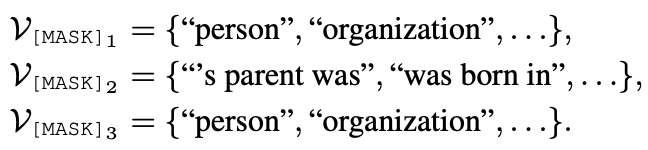 𝒱[MASK]₁ = {“person”, “organization”, . . .},
𝒱[MASK]₂ = {“’s parent was”, “was born in”, . . .},
𝒱[MASK]₃ = {“person”, “organization”, . . .}.